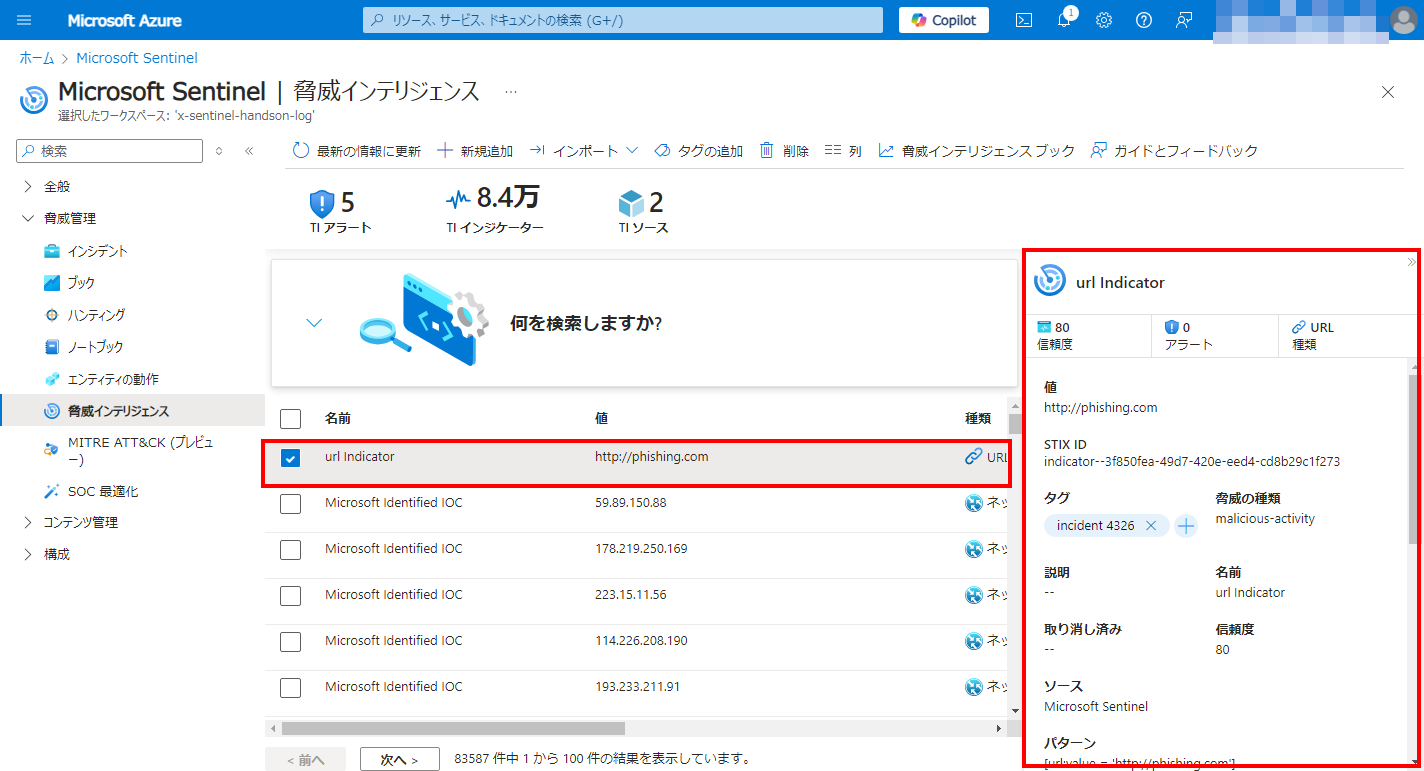 Microsoft Azure
リソース、サービス、ドキュメントの検索 (G+/)
Copilot
1
ホーム > Microsoft Sentinel
Microsoft Sentinel | 脅威インテリジェンス ...
選択したワークスペース: 'x-sentinel-handson-log'
検索
最新の情報に更新 新規追加 インポート タグの追加 削除 列 脅威インテリジェンス ブック ガイドとフィードバック
全般
脅威管理
インシデント
ブック
ハンティング
ノートブック
エンティティの動作
脅威インテリジェンス
MITRE ATT&CK (プレビュ
ー)
SOC 最適化
コンテンツ管理
構成
5
TI アラート
8.4万
TI インジケーター
2
TI ソース
何を検索しますか?
名前 値 種類
url Indicator http://phishing.com URL
Microsoft Identified IOC 59.89.150.88 ネッ
Microsoft Identified IOC 178.219.250.169 ネッ
Microsoft Identified IOC 223.15.11.56 ネッ
Microsoft Identified IOC 114.226.208.190 ネッ
Microsoft Identified IOC 193.233.211.91 ネッ
< 前へ 次へ > 83587 件中 1 から 100 件の結果を表示しています。
url Indicator
80
信頼度
0
アラート
URL
種類
値
http://phishing.com
STIX ID
indicator--3f850fea-49d7-420e-eed4-cd8b29c1f273
タグ
incident 4326
脅威の種類
malicious-activity
説明
--
名前
url Indicator
取り消し済み
--
信頼度
80
ソース
Microsoft Sentinel
パターン
[url:value = 'http://phishing.com']